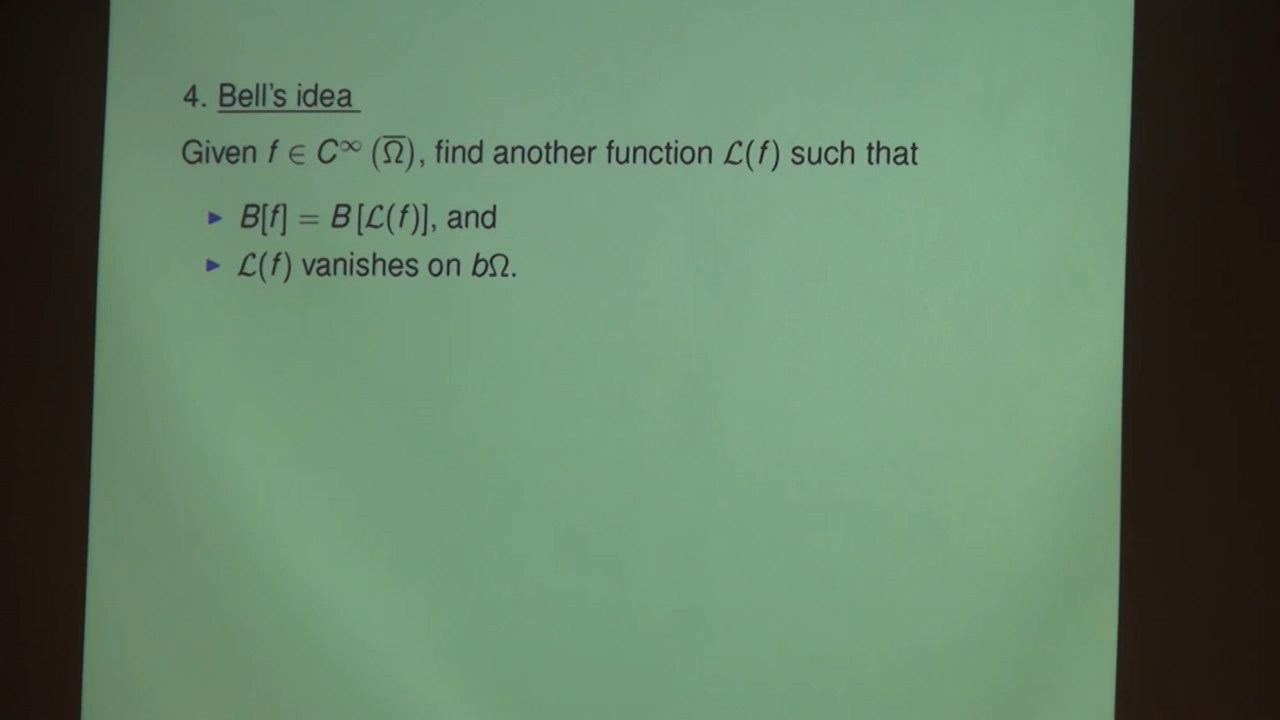 4. Bell's idea
Given f ∈ C∞ (Ω̅), find another function ℒ(f) such that
▸ B[f] = B[ℒ(f)], and
▸ ℒ(f) vanishes on bΩ.